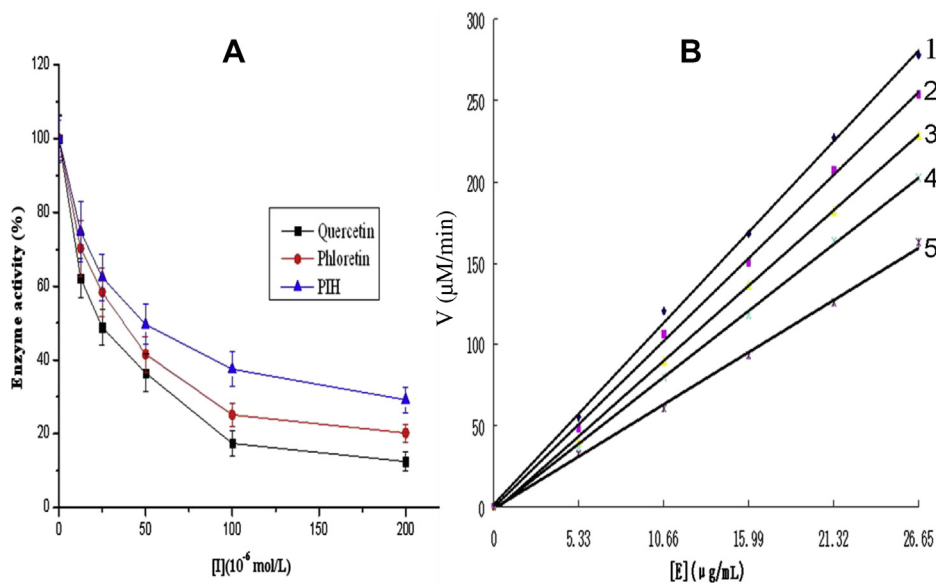 A
120
100
80
60
40
20
0
Enzyme activity (%)
Quercetin
Phloretin
PIH
0 50 100 150 200
[I](10⁻⁶ mol/L)
B
300
250
200
150
100
50
0
V (μM/min)
1
2
3
4
5
0 5.33 10.66 15.99 21.32 26.65
[E] (μg/mL)